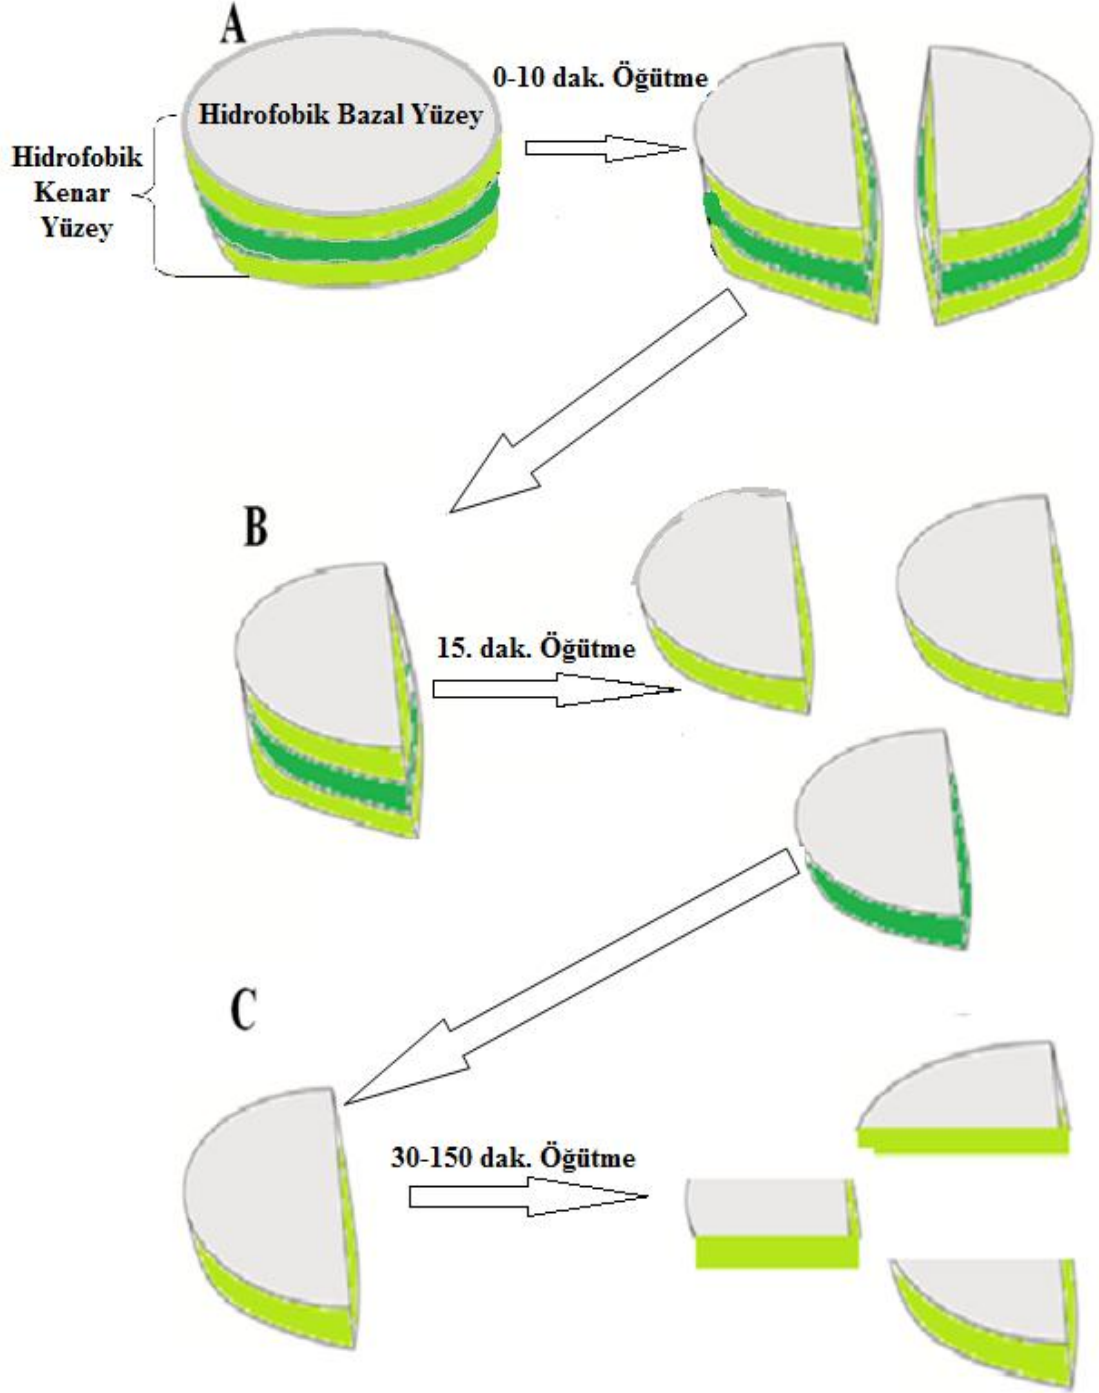 A
0-10 dak. Öğütme
Hidrofobik Bazal Yüzey
Hidrofobik
Kenar
Yüzey
B
15. dak. Öğütme
C
30-150 dak. Öğütme